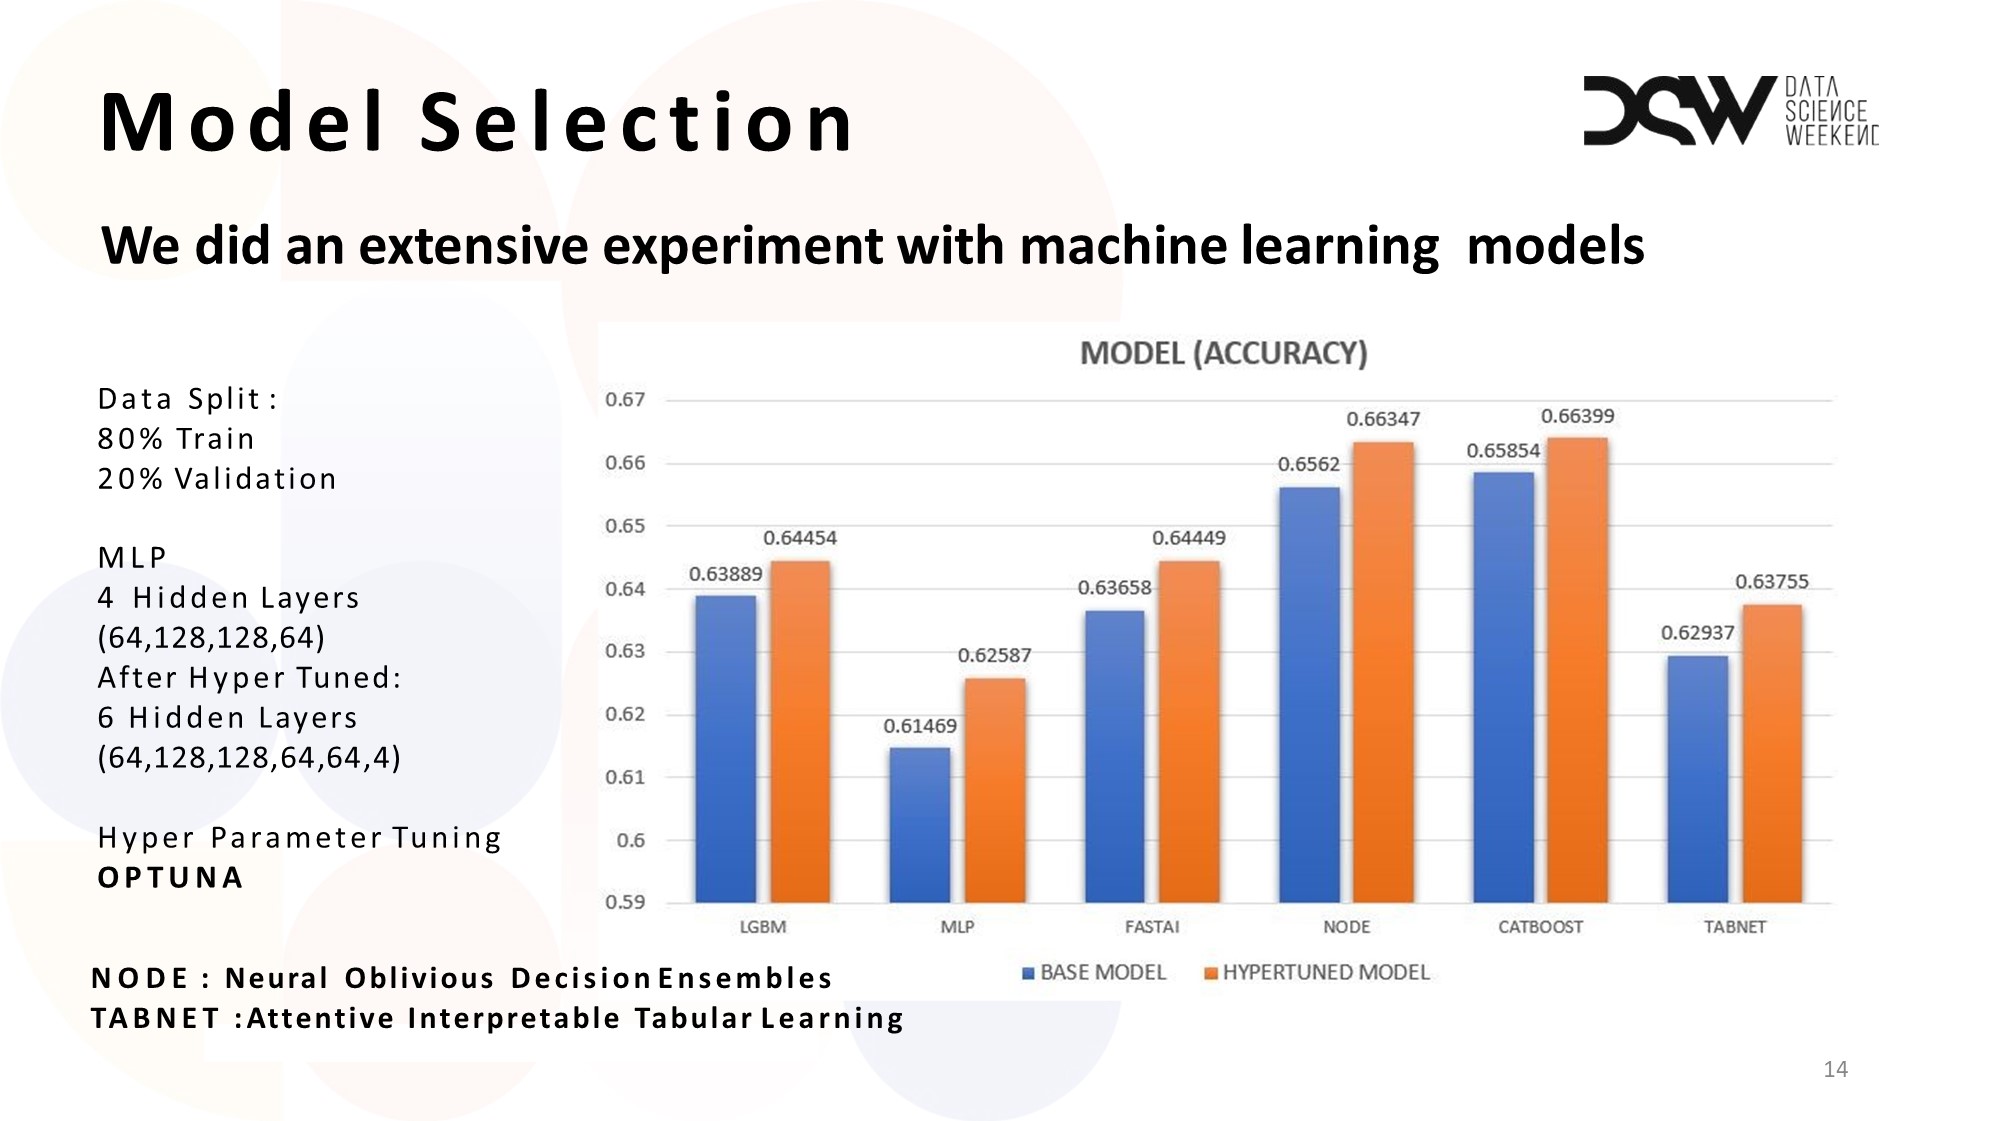 Model Selection
DSW DATA
SCIENCE
WEEKEND
We did an extensive experiment with machine learning models
Data Split :
80% Train
20% Validation
MLP
4 Hidden Layers
(64,128,128,64)
After Hyper Tuned:
6 Hidden Layers
(64,128,128,64,64,4)
Hyper Parameter Tuning
OPTUNA
MODEL (ACCURACY)
0.67
0.66
0.65
0.64
0.63
0.62
0.61
0.6
0.59
0.63889
0.64454
0.61469
0.62587
0.63658
0.64449
0.6562
0.66347
0.65854
0.66399
0.62937
0.63755
LGBM
MLP
FASTAI
NODE
CATBOOST
TABNET
BASE MODEL
HYPERTUNED MODEL
NODE : Neural Oblivious Decision Ensembles
TABNET :Attentive Interpretable Tabular Learning
14